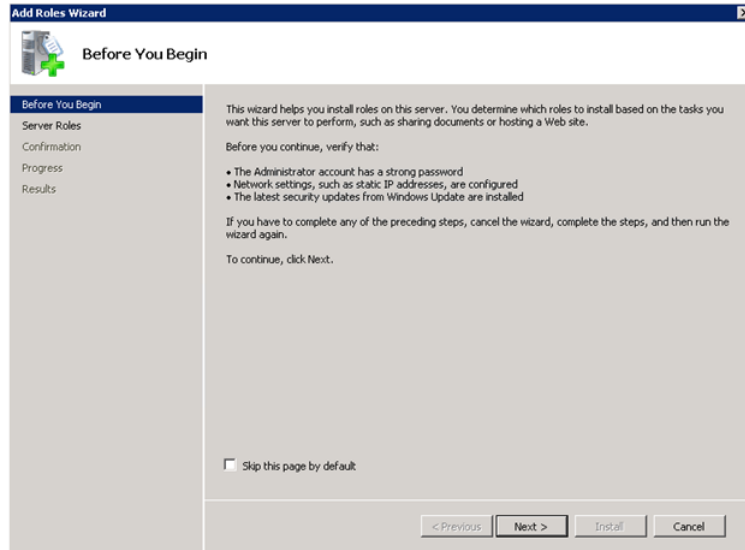 Add Roles Wizard
Before You Begin
Before You Begin
Server Roles
Confirmation
Progress
Results
This wizard helps you install roles on this server. You determine which roles to install based on the tasks you
want this server to perform, such as sharing documents or hosting a Web site.
Before you continue, verify that:
• The Administrator account has a strong password
• Network settings, such as static IP addresses, are configured
• The latest security updates from Windows Update are installed
If you have to complete any of the preceding steps, cancel the wizard, complete the steps, and then run the
wizard again.
To continue, click Next.
Skip this page by default
< Previous Next > Install Cancel